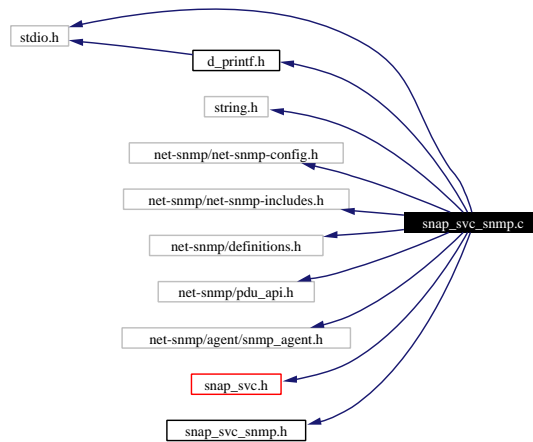 stdio.h
d_printf.h
string.h
net-snmp/net-snmp-config.h
net-snmp/net-snmp-includes.h
snap_svc_snmp.c
net-snmp/definitions.h
net-snmp/pdu_api.h
net-snmp/agent/snmp_agent.h
snap_svc.h
snap_svc_snmp.h